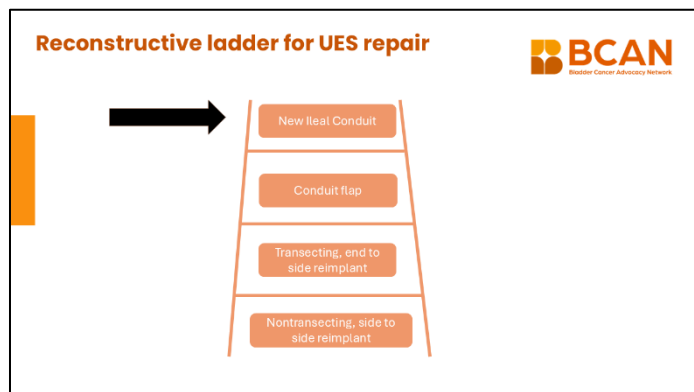 Reconstructive ladder for UES repair
BCAN
Bladder Cancer Advocacy Network
New Ileal Conduit
Conduit flap
Transecting, end to
side reimplant
Nontransecting, side to
side reimplant